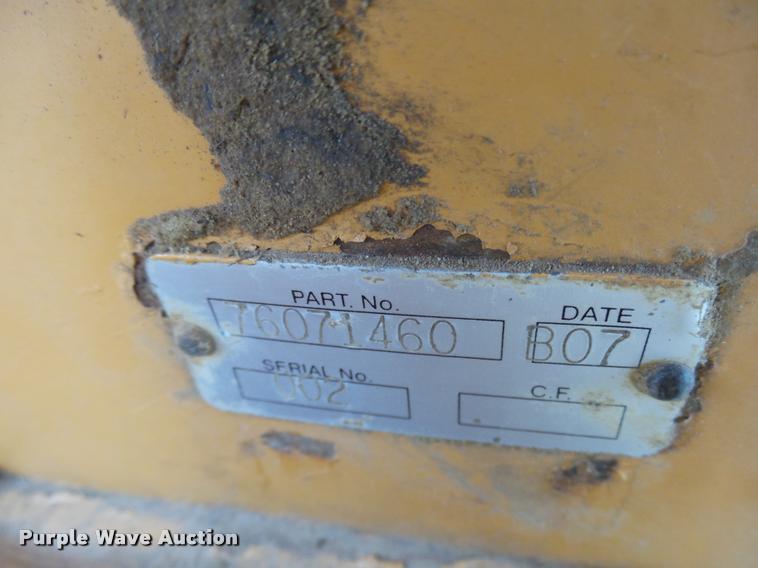 PART. No.
76071460
DATE
B07
SERIAL No.
002
C.F.
Purple Wave Auction